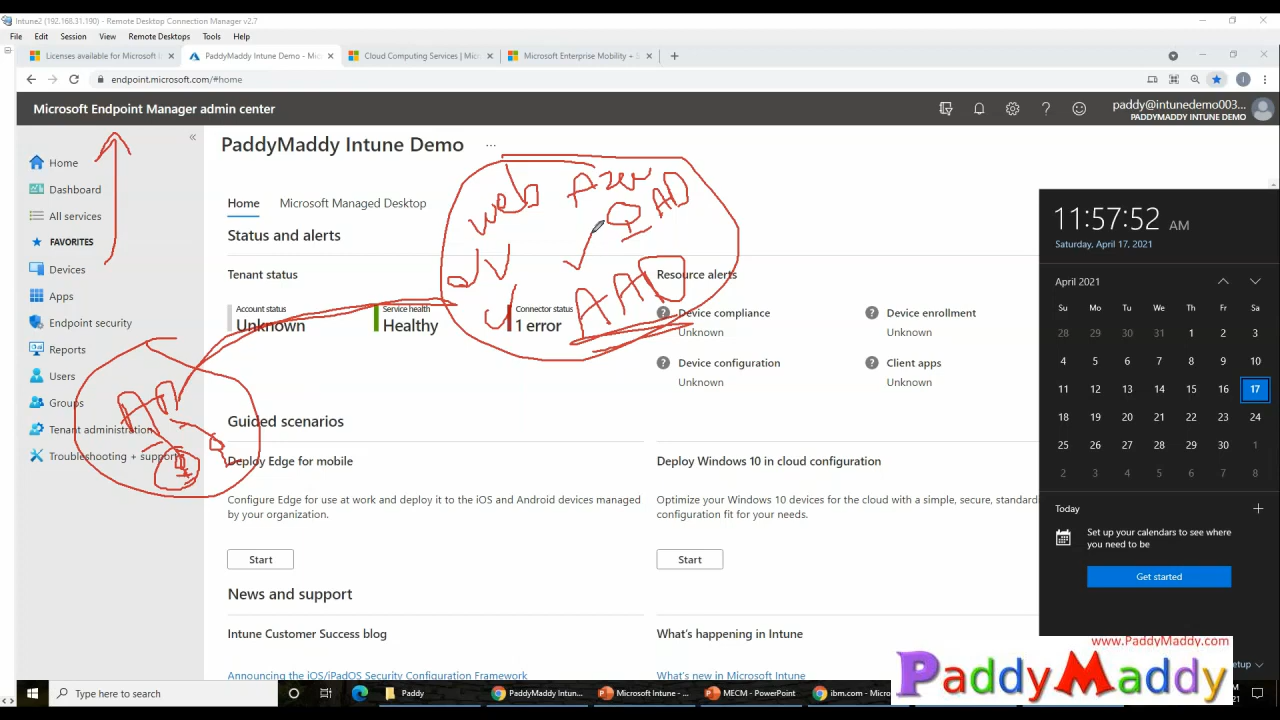 Intune2 (192.168.31.190) - Remote Desktop Connection Manager v2.7
File Edit Session View Remote Desktops Tools Help
Licenses available for Microsoft
PaddyMaddy Intune Demo - Mi
Cloud Computing Services | Mic
Microsoft Enterprise Mobility + S
endpoint.microsoft.com/#home
Microsoft Endpoint Manager admin center
paddy@intunedemo003...
PADDYMADDY INTUNE DEMO
Home
Dashboard
All services
FAVORITES
Devices
Apps
Endpoint security
Reports
Users
Groups
Tenant administration
Troubleshooting + support
PaddyMaddy Intune Demo ...
Home Microsoft Managed Desktop
Status and alerts
Tenant status
Account status
Unknown
Service health
Healthy
Connector status
1 error
Resource alerts
Device compliance
Unknown
Device enrollment
Unknown
Device configuration
Unknown
Client apps
Unknown
web
AD
AAD
Guided scenarios
Deploy Edge for mobile
Configure Edge for use at work and deploy it to the iOS and Android devices managed
by your organization.
Start
Deploy Windows 10 in cloud configuration
Optimize your Windows 10 devices for the cloud with a simple, secure, standard
configuration fit for your needs.
Start
News and support
Intune Customer Success blog
Announcing the iOS/iPadOS Security Configuration Framework
What's happening in Intune
What's new in Microsoft Intune
11:57:52 AM
Saturday, April 17, 2021
April 2021
Su Mo Tu We Th Fr Sa
28 29 30 31 1 2 3
4 5 6 7 8 9 10
11 12 13 14 15 16 17
18 19 20 21 22 23 24
25 26 27 28 29 30 1
2 3 4 5 6 7 8
Today
Set up your calendars to see where
you need to be
Get started
www.PaddyMaddy.com
PaddyMaddy
etup
Type here to search
Paddy
PaddyMaddy Intun...
Microsoft Intune - ...
MECM - PowerPoint
ibm.com - Micros